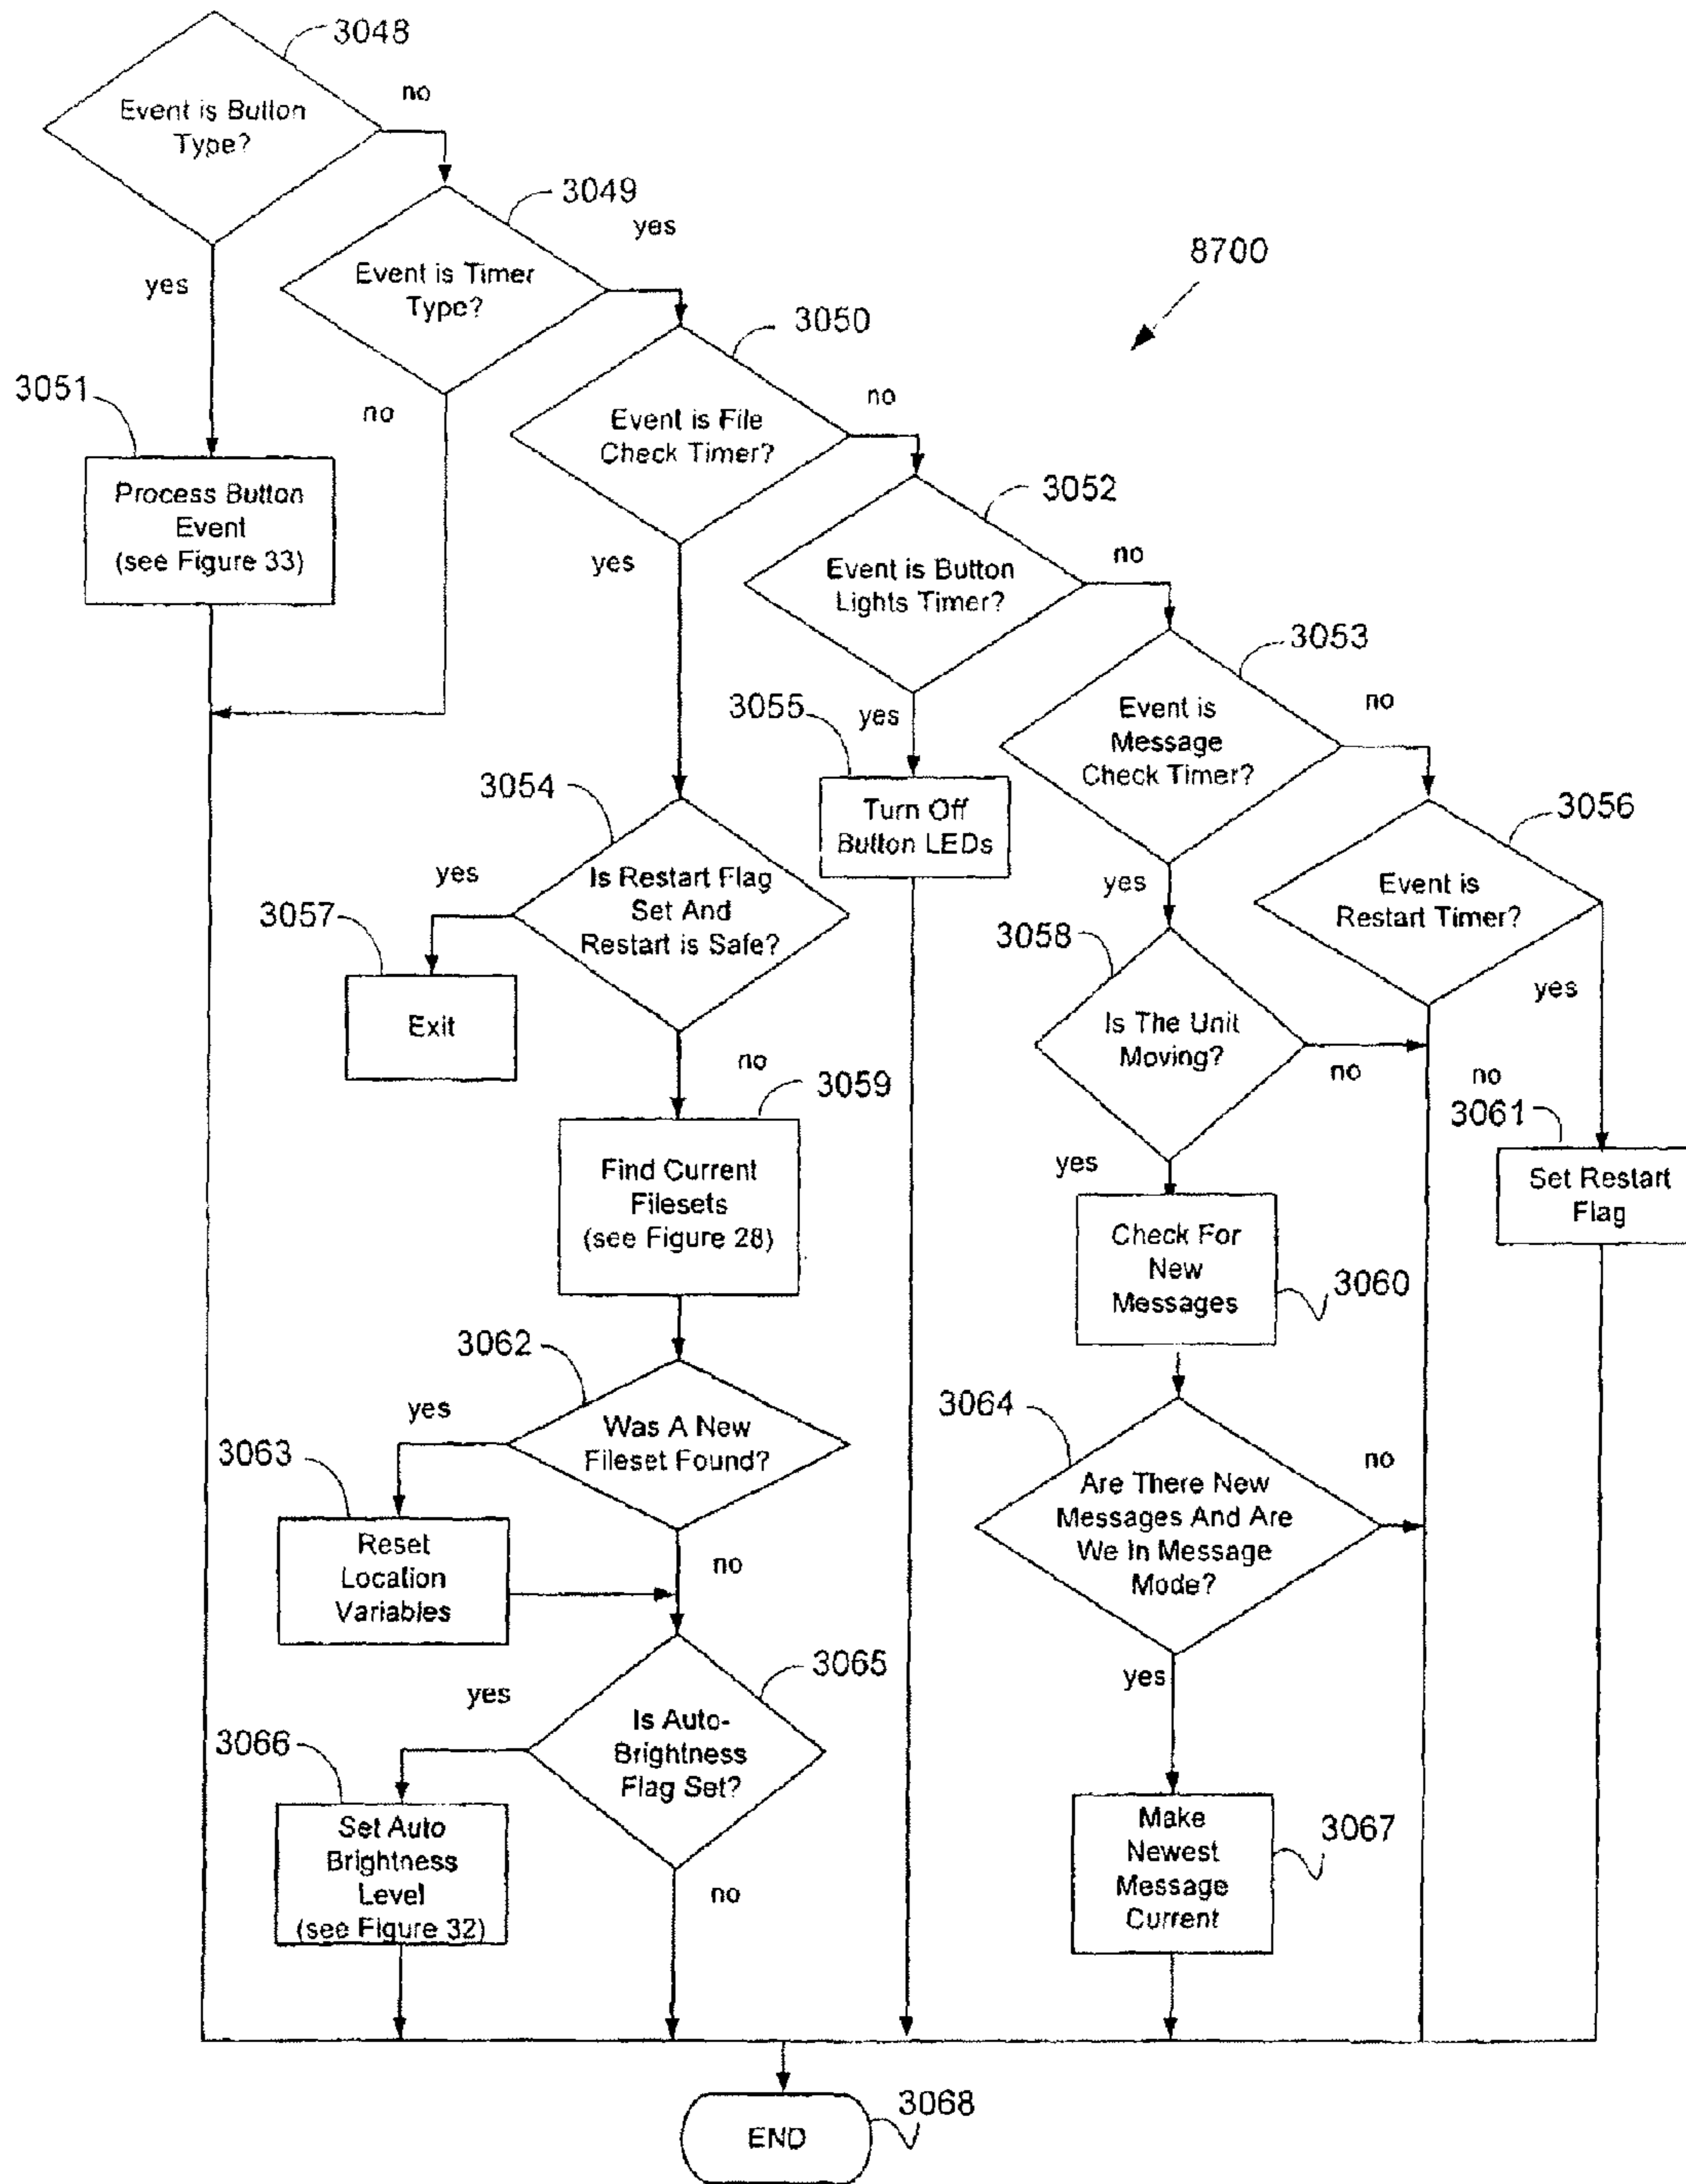 3048
Event is Button
Type?
no
yes
3049
yes
Event is Timer
Type?
no
8700
3050
Event is File
Check Timer?
no
yes
3051
Process Button
Event
(see Figure 33)
3052
Event is Button
Lights Timer?
no
yes
3053
Event is
Message
Check Timer?
no
yes
3055
Turn Off
Button LEDs
3054
Is Restart Flag
Set And
Restart is Safe?
yes
no
3057
Exit
3056
Event is
Restart Timer?
yes
no
3058
Is The Unit
Moving?
no
yes
3059
Find Current
Filesets
(see Figure 28)
3061
Set Restart
Flag
Check For
New
Messages
3060
3062
Was A New
Fileset Found?
yes
no
3063
Reset
Location
Variables
3064
Are There New
Messages And Are
We In Message
Mode?
no
yes
3065
Is Auto-
Brightness
Flag Set?
yes
no
3066
Set Auto
Brightness
Level
(see Figure 32)
Make
Newest
Message
Current
3067
END
3068